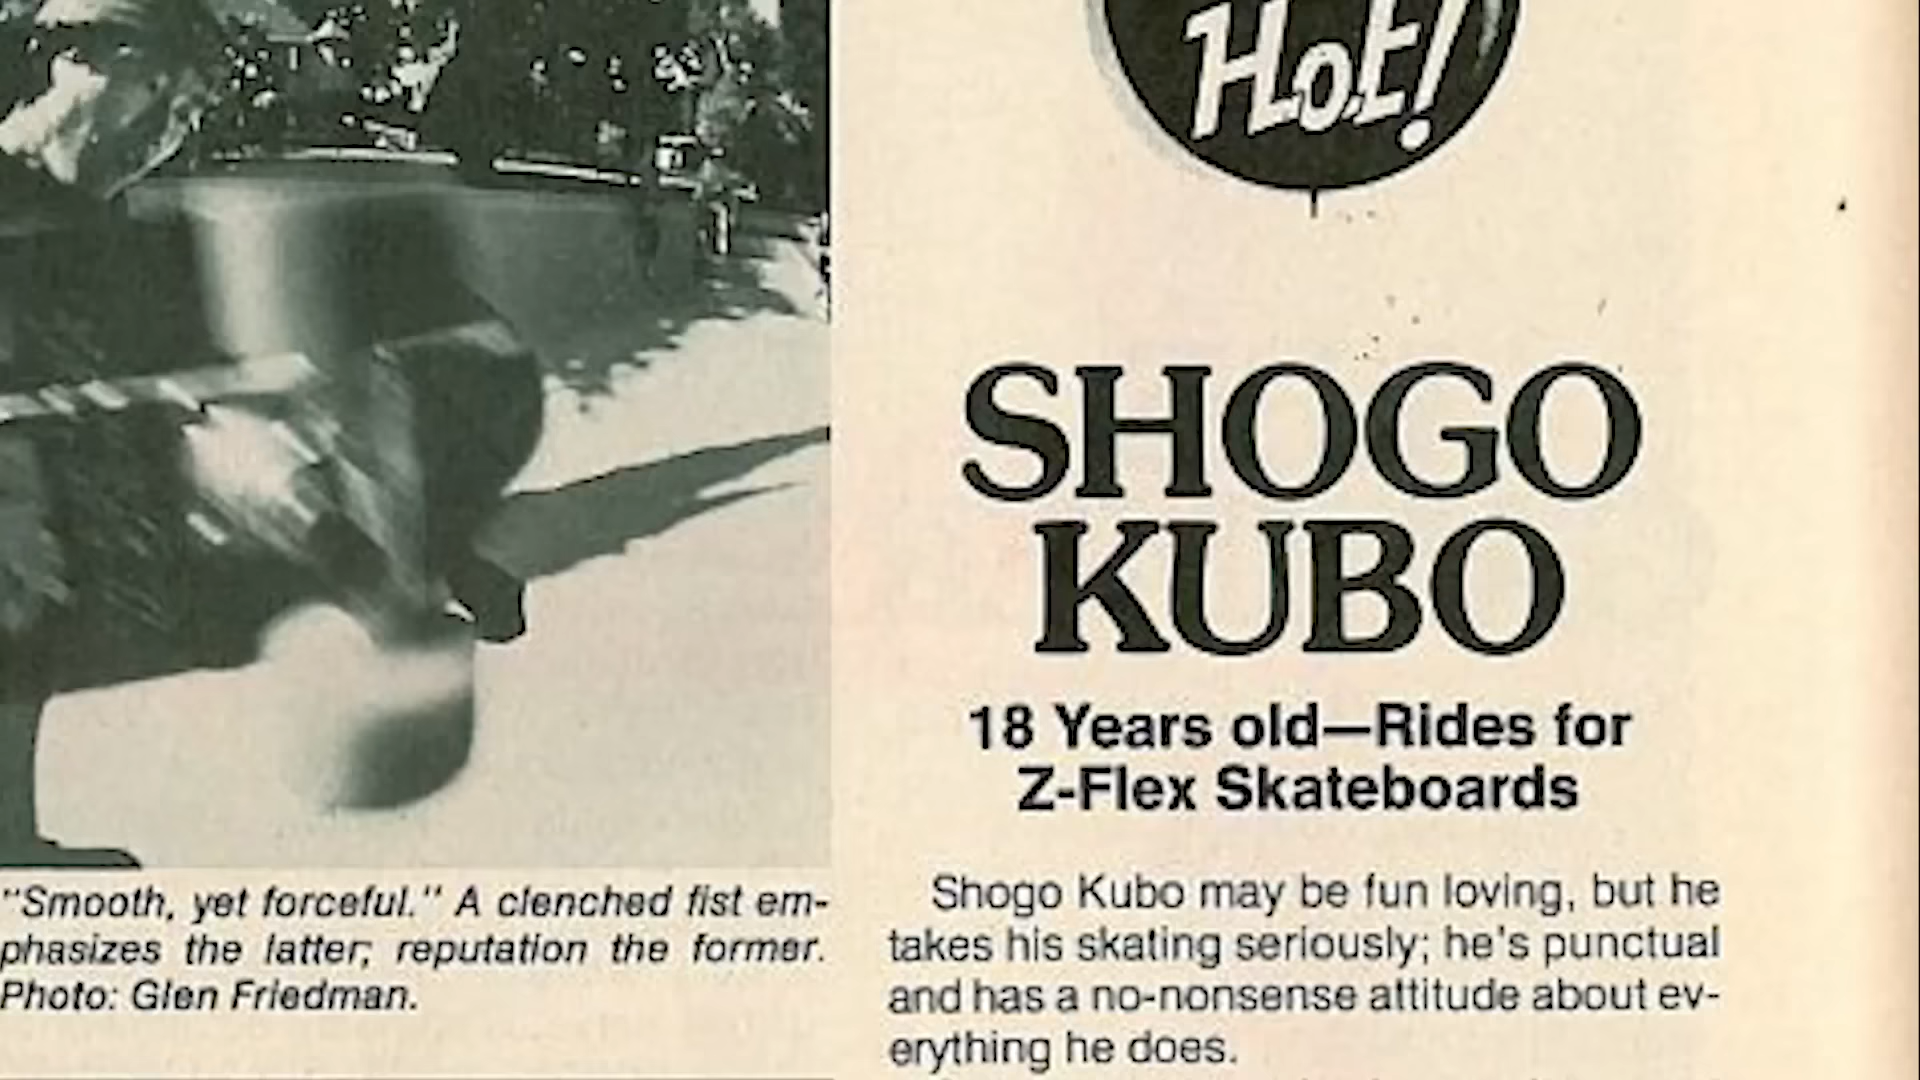 Hot!
SHOGO
KUBO
18 Years old—Rides for
Z-Flex Skateboards
Shogo Kubo may be fun loving, but he
takes his skating seriously; he's punctual
and has a no-nonsense attitude about ev-
erything he does.
"Smooth, yet forceful." A clenched fist em-
phasizes the latter; reputation the former.
Photo: Glen Friedman.